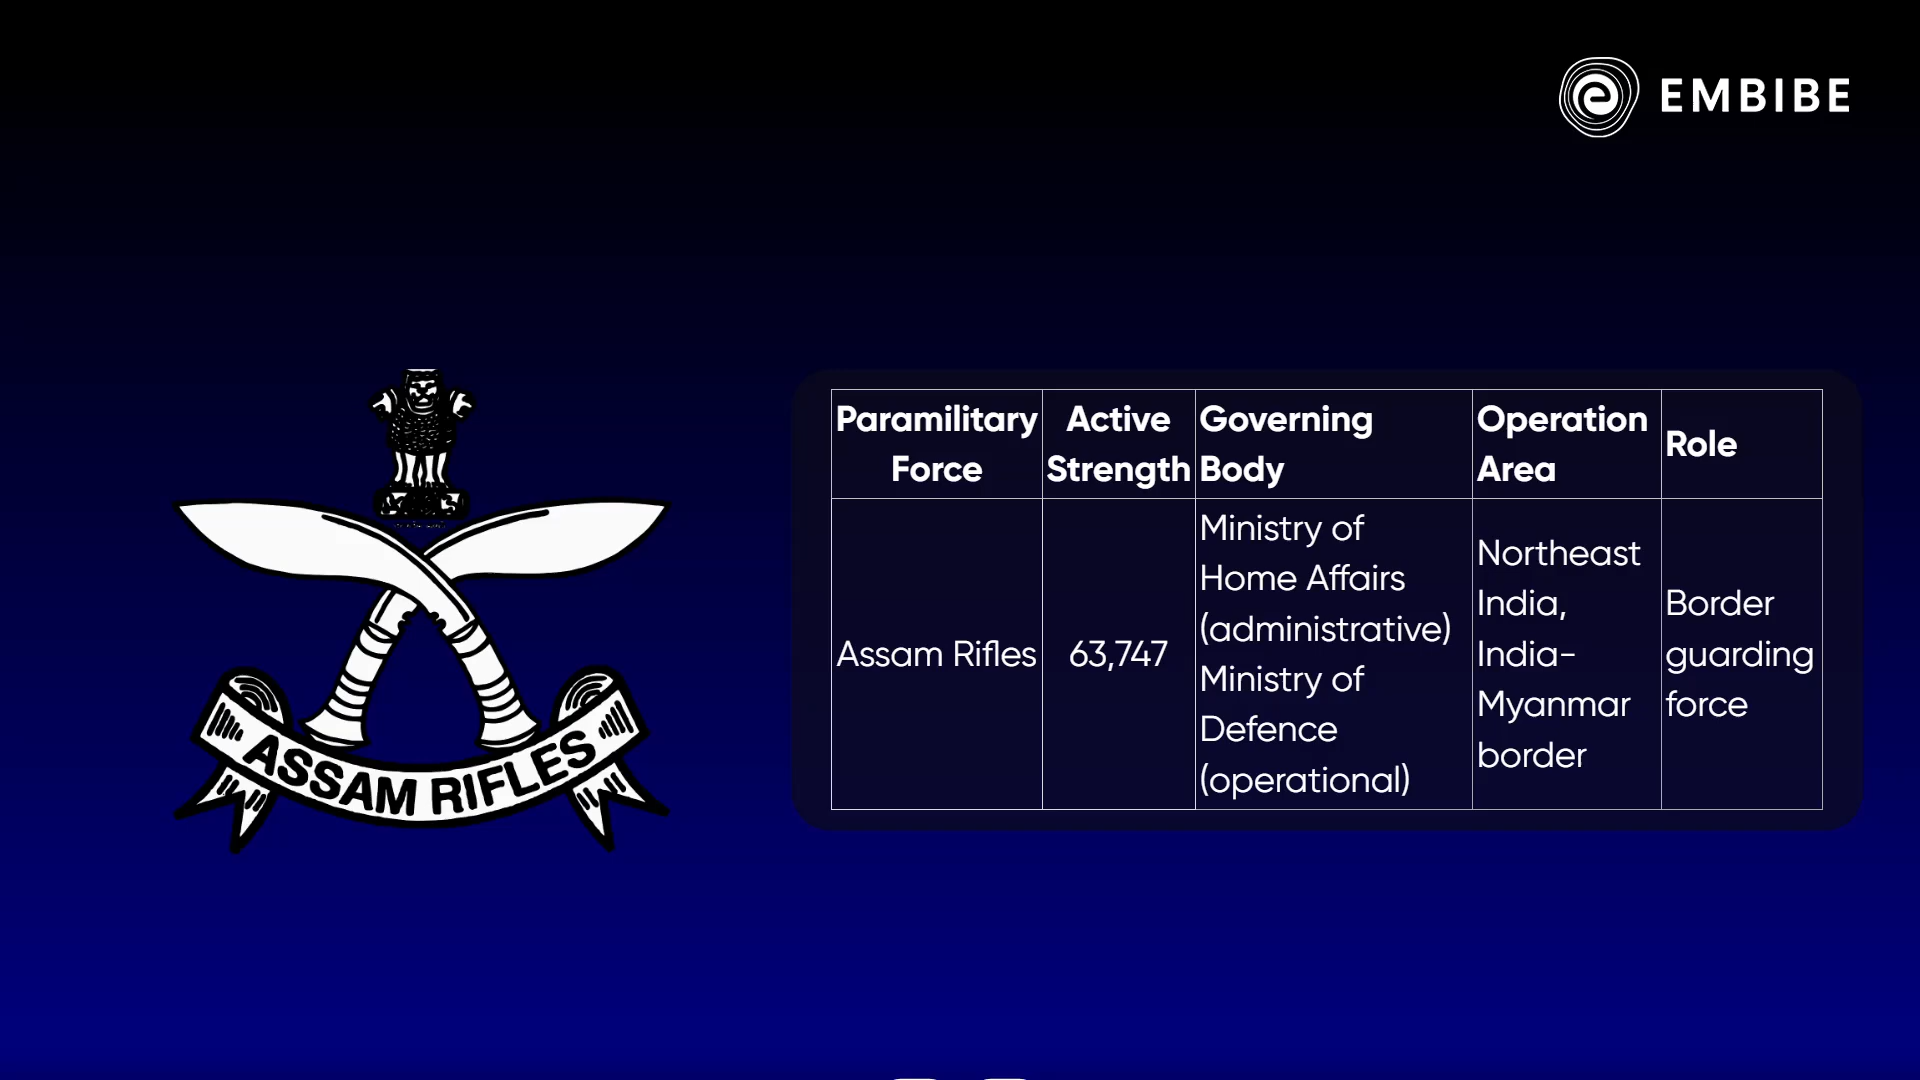 EMBIBE
ASSAM RIFLES
Paramilitary
Force
Active
Strength
Governing
Body
Operation
Area
Role
Assam Rifles
63,747
Ministry of
Home Affairs
(administrative)
Ministry of
Defence
(operational)
Northeast
India,
India-
Myanmar
border
Border
guarding
force